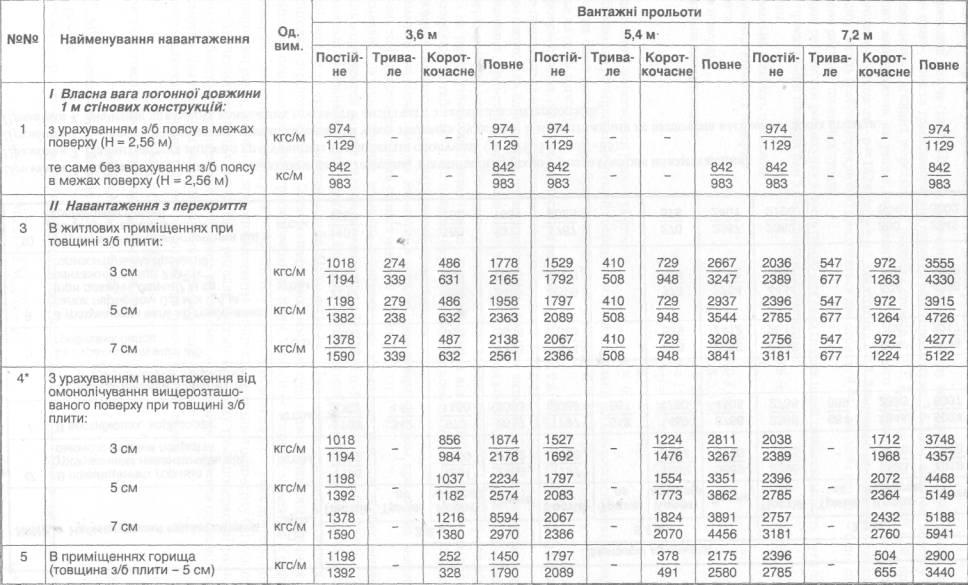 №№ Найменування навантаження Од. вим. Вантажні прольоти
3,6 м 5,4 м 7,2 м
Постій-не Трива-ле Корот-кочасне Повне Постій-не Трива-ле Корот-кочасне Повне Постій-не Трива-ле Корот-кочасне Повне
I Власна вага погонної довжини
1 м стінових конструкцій:
1 з урахуванням з/б поясу в межах
поверху (Н = 2,56 м) кгс/м 974/1129 – – 974/1129 974/1129 – – 974/1129 974/1129 – – 974/1129
те саме без врахування з/б поясу
в межах поверху (Н = 2,56 м) кс/м 842/983 – – 842/983 842/983 – – 842/983 842/983 – – 842/983
II Навантаження з перекриття
3 В житлових приміщеннях при
товщині з/б плити:
3 см кгс/м 1018/1194 274/339 486/631 1778/2165 1529/1792 410/508 729/948 2667/3247 2036/2389 547/677 972/1263 3555/4330
5 см кгс/м 1198/1382 279/238 486/632 1958/2363 1797/2089 410/508 729/948 2937/3544 2396/2785 547/677 972/1264 3915/4726
7 см кгс/м 1378/1590 274/339 487/632 2138/2561 2067/2386 410/508 729/948 3208/3841 2756/3181 547/677 972/1224 4277/5122
4* З урахуванням навантаження від
омонолічування вищерозташо-
ваного поверху при товщині з/б
плити:
3 см кгс/м 1018/1194 – 856/984 1874/2178 1527/1692 – 1224/1476 2811/3267 2038/2389 – 1712/1968 3748/4357
5 см кгс/м 1198/1392 – 1037/1182 2234/2574 1797/2083 – 1554/1773 3351/3862 2396/2785 – 2072/2364 4468/5149
7 см кгс/м 1378/1590 – 1216/1380 8594/2970 2067/2386 – 1824/2070 3891/4456 2757/3181 – 2432/2760 5188/5941
5 В приміщеннях горища
(товщина з/б плити – 5 см) кгс/м 1198/1392 – 252/328 1450/1790 1797/2089 – 378/491 2175/2580 2396/2785 – 504/655 2900/3440